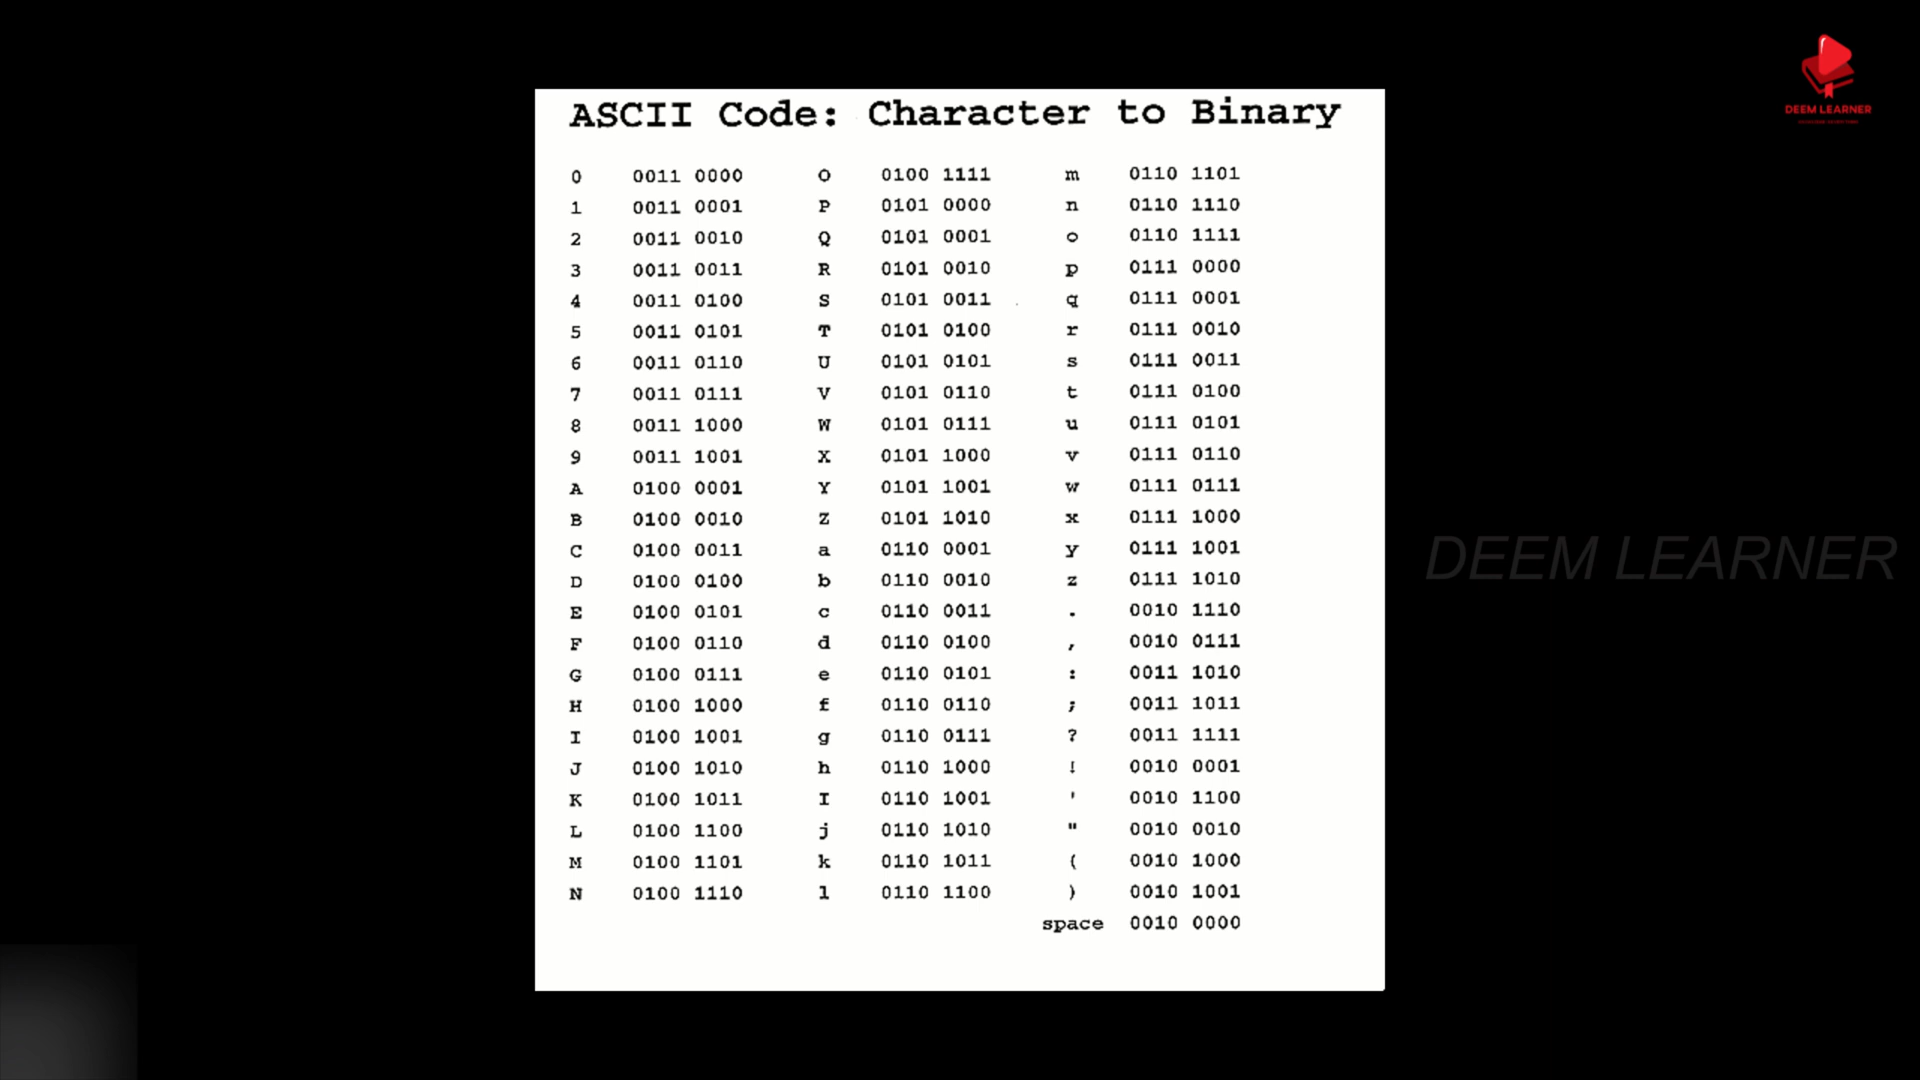 ASCII Code: Character to Binary
0 0011 0000 O 0100 1111 m 0110 1101
1 0011 0001 P 0101 0000 n 0110 1110
2 0011 0010 Q 0101 0001 o 0110 1111
3 0011 0011 R 0101 0010 p 0111 0000
4 0011 0100 S 0101 0011 q 0111 0001
5 0011 0101 T 0101 0100 r 0111 0010
6 0011 0110 U 0101 0101 s 0111 0011
7 0011 0111 V 0101 0110 t 0111 0100
8 0011 1000 W 0101 0111 u 0111 0101
9 0011 1001 X 0101 1000 v 0111 0110
A 0100 0001 Y 0101 1001 w 0111 0111
B 0100 0010 Z 0101 1010 x 0111 1000
C 0100 0011 a 0110 0001 y 0111 1001
D 0100 0100 b 0110 0010 z 0111 1010
E 0100 0101 c 0110 0011 . 0010 1110
F 0100 0110 d 0110 0100 , 0010 0111
G 0100 0111 e 0110 0101 : 0011 1010
H 0100 1000 f 0110 0110 ; 0011 1011
I 0100 1001 g 0110 0111 ? 0011 1111
J 0100 1010 h 0110 1000 ! 0010 0001
K 0100 1011 I 0110 1001 ' 0010 1100
L 0100 1100 j 0110 1010 " 0010 0010
M 0100 1101 k 0110 1011 ( 0010 1000
N 0100 1110 l 0110 1100 ) 0010 1001
space 0010 0000
DEEM LEARNER
DEEM LEARNER